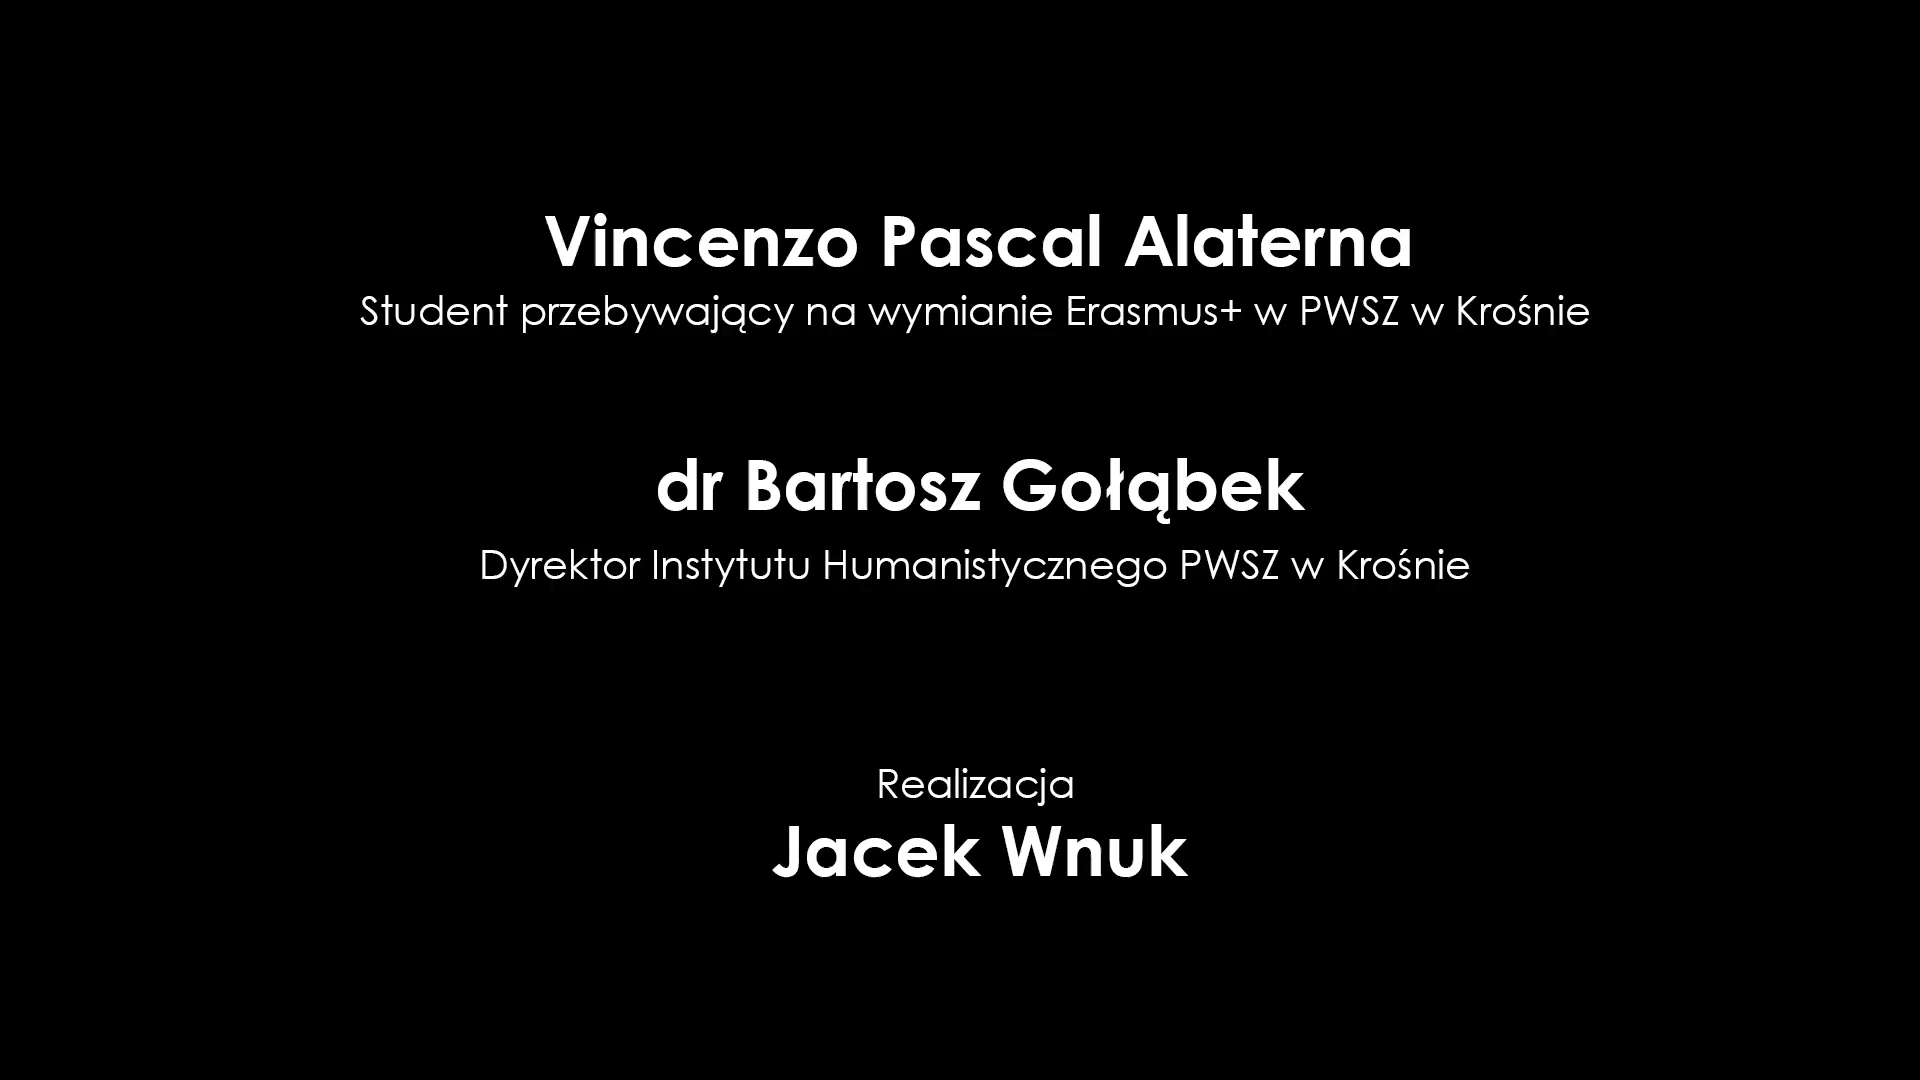 Vincenzo Pascal Alaterna
Student przebywający na wymianie Erasmus+ w PWSZ w Krośnie
dr Bartosz Gołąbek
Dyrektor Instytutu Humanistycznego PWSZ w Krośnie
Realizacja
Jacek Wnuk